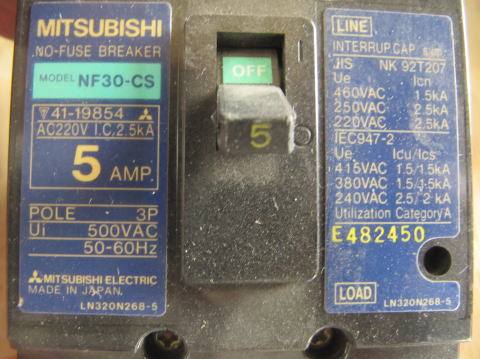 MITSUBISHI
NO-FUSE BREAKER
MODEL NF30-CS
41-19854
AC220V I.C. 2.5kA
5 AMP.
POLE 3P
Ui 500VAC
50-60Hz
MITSUBISHI ELECTRIC
MADE IN JAPAN.
LN320N268-5
OFF
5
LINE
INTERRUP.CAP. sym.
JIS NK 92T207
Ue Icn
460VAC 1.5kA
250VAC 2.5kA
220VAC 2.5kA
IEC947-2
Ue Icu/Ics
415VAC 1.5/1.5kA
380VAC 1.5/1.5kA
240VAC 2.5/2 kA
Utilization Category A
E482450
LOAD
LN320N268-5